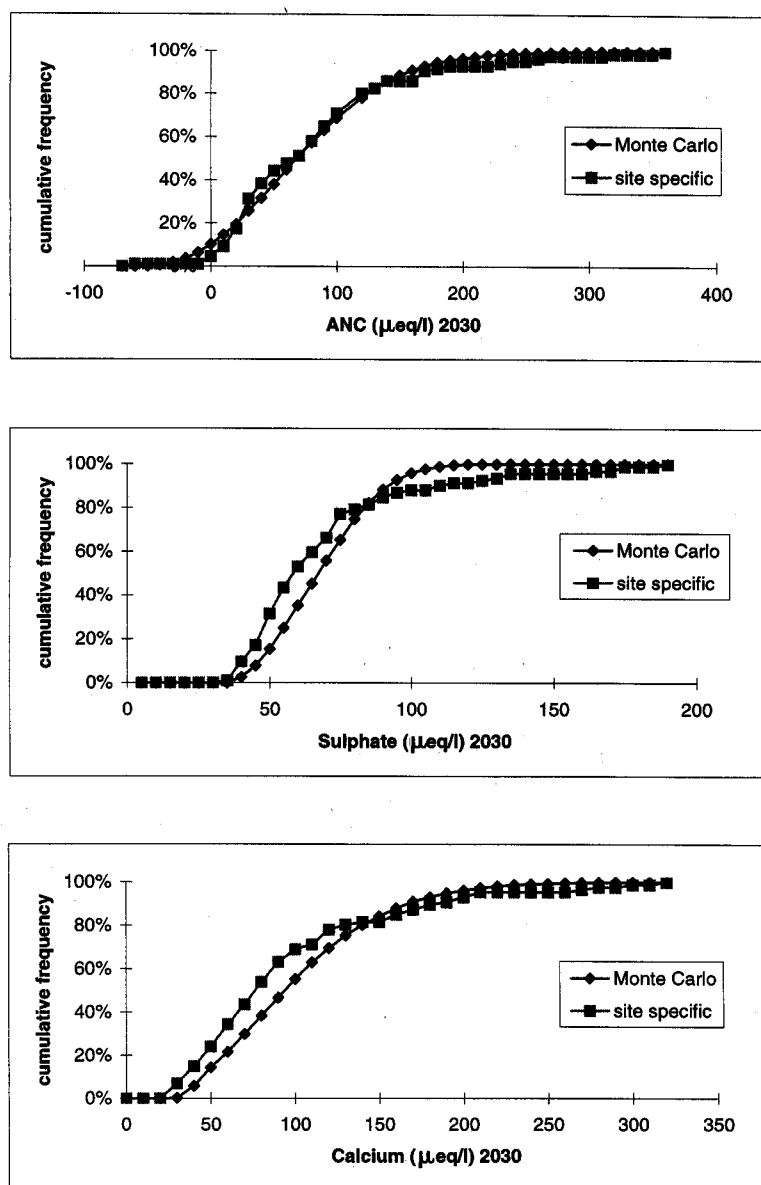 100%
80%
60%
40%
20%
cumulative frequency
Monte Carlo
site specific
-100 0 100 200 300 400
ANC (μeq/l) 2030
100%
80%
60%
40%
20%
0%
cumulative frequency
Monte Carlo
site specific
0 50 100 150 200
Sulphate (μeq/l) 2030
100%
80%
60%
40%
20%
0%
cumulative frequency
Monte Carlo
site specific
0 50 100 150 200 250 300 350
Calcium (μeq/l) 2030